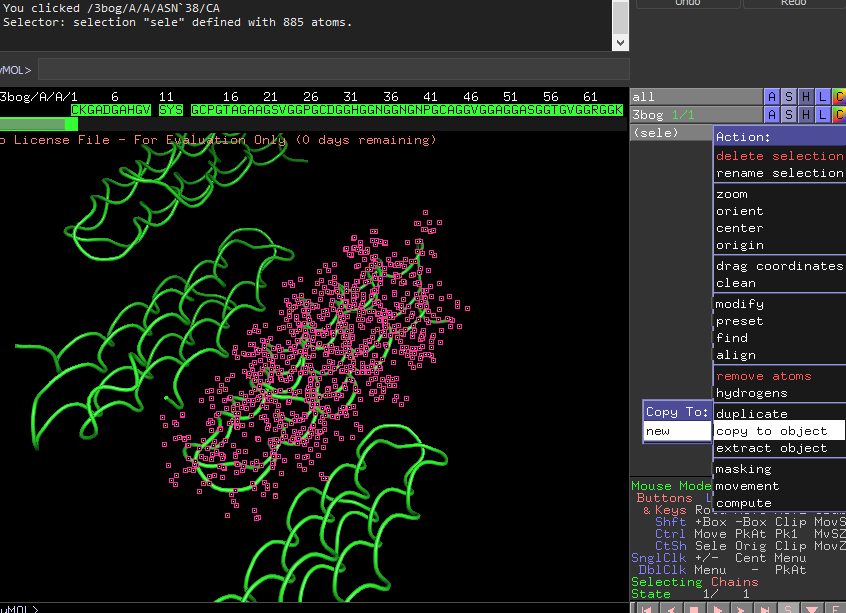 You clicked /3bog/A/A/ASN`38/CA
Selector: selection "sele" defined with 885 atoms.
Undo Redo
MOL>
3bog/A/A/1 6 11 16 21 26 31 36 41 46 51 56 61
CKGADGAHGV SYS GCPGTAGAAGSVGGPGCDGGHGGNGGNGNPGCAGGVGGAGGASGGTGVGGRGGK
No License File - For Evaluation Only (0 days remaining)
all A S H L C
3bog 1/1 A S H L C
(sele)
Action:
delete selection
rename selection
zoom
orient
center
origin
drag coordinates
clean
modify
preset
find
align
remove atoms
hydrogens
duplicate
Copy To:
new
copy to object
extract object
masking
movement
compute
Mouse Mode
Buttons L
& Keys
Shft +Box -Box Clip MovS
Ctrl Move PkAt Pk1 MvSZ
CtSh Sele Orig Clip MovZ
SnglClk +/- Cent Menu
DblClk Menu - PkAt
Selecting Chains
State 1/ 1
yMOL>
S F